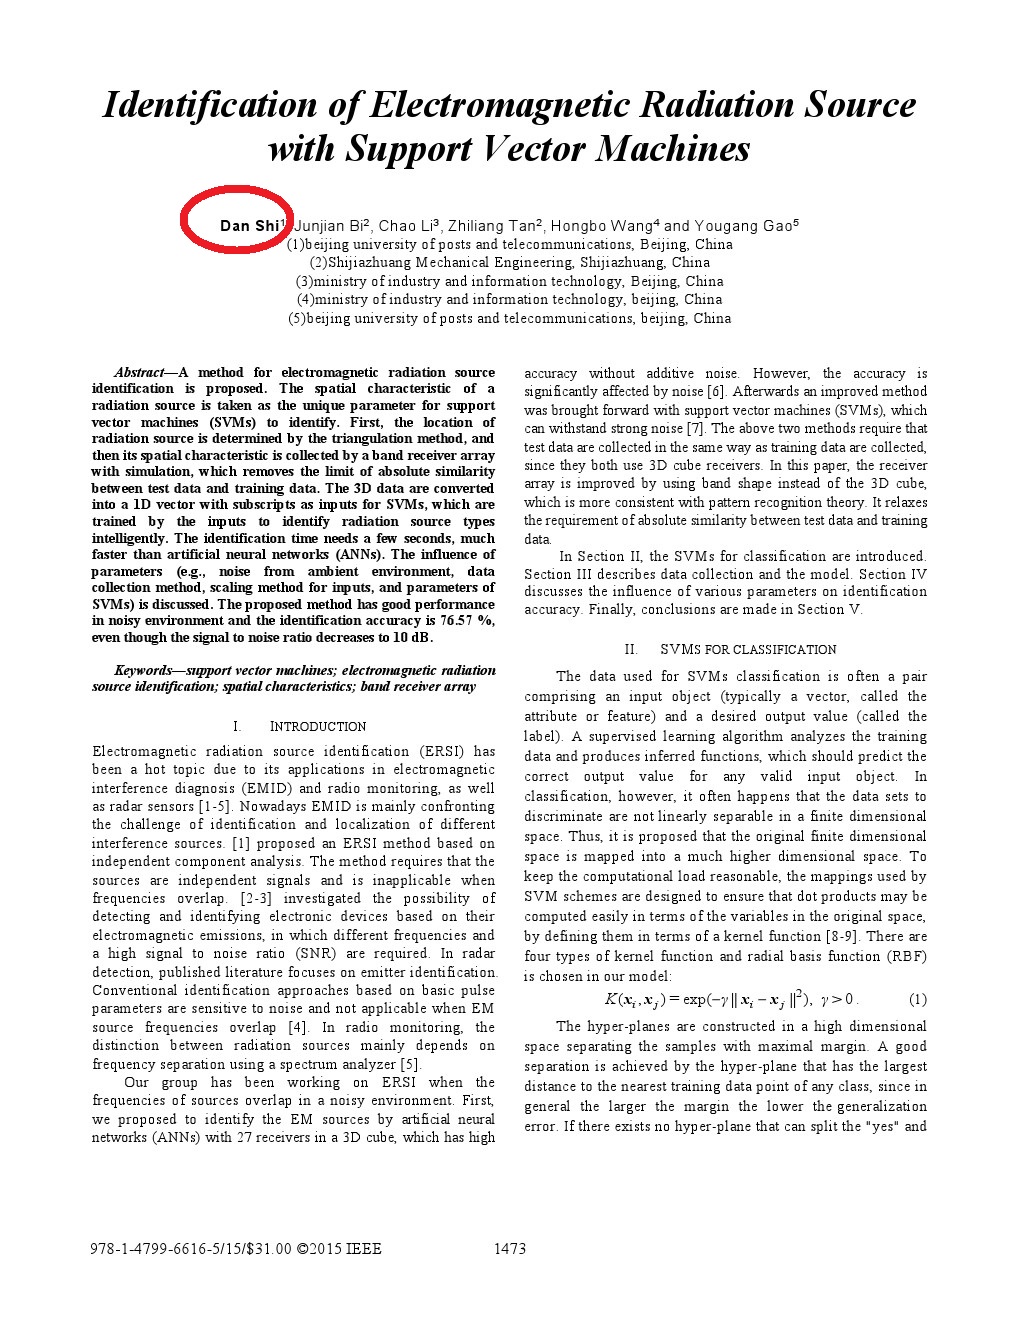 Identification of Electromagnetic Radiation Source
with Support Vector Machines
Dan Shi¹, Junjian Bi², Chao Li³, Zhiliang Tan², Hongbo Wang⁴ and Yougang Gao⁵
(1)beijing university of posts and telecommunications, Beijing, China
(2)Shijiazhuang Mechanical Engineering, Shijiazhuang, China
(3)ministry of industry and information technology, Beijing, China
(4)ministry of industry and information technology, beijing, China
(5)beijing university of posts and telecommunications, beijing, China
Abstract—A method for electromagnetic radiation source
identification is proposed. The spatial characteristic of a
radiation source is taken as the unique parameter for support
vector machines (SVMs) to identify. First, the location of
radiation source is determined by the triangulation method, and
then its spatial characteristic is collected by a band receiver array
with simulation, which removes the limit of absolute similarity
between test data and training data. The 3D data are converted
into a 1D vector with subscripts as inputs for SVMs, which are
trained by the inputs to identify radiation source types
intelligently. The identification time needs a few seconds, much
faster than artificial neural networks (ANNs). The influence of
parameters (e.g., noise from ambient environment, data
collection method, scaling method for inputs, and parameters of
SVMs) is discussed. The proposed method has good performance
in noisy environment and the identification accuracy is 76.57 %,
even though the signal to noise ratio decreases to 10 dB.
Keywords—support vector machines; electromagnetic radiation
source identification; spatial characteristics; band receiver array
I. INTRODUCTION
Electromagnetic radiation source identification (ERSI) has
been a hot topic due to its applications in electromagnetic
interference diagnosis (EMID) and radio monitoring, as well
as radar sensors [1-5]. Nowadays EMID is mainly confronting
the challenge of identification and localization of different
interference sources. [1] proposed an ERSI method based on
independent component analysis. The method requires that the
sources are independent signals and is inapplicable when
frequencies overlap. [2-3] investigated the possibility of
detecting and identifying electronic devices based on their
electromagnetic emissions, in which different frequencies and
a high signal to noise ratio (SNR) are required. In radar
detection, published literature focuses on emitter identification.
Conventional identification approaches based on basic pulse
parameters are sensitive to noise and not applicable when EM
source frequencies overlap [4]. In radio monitoring, the
distinction between radiation sources mainly depends on
frequency separation using a spectrum analyzer [5].
Our group has been working on ERSI when the
frequencies of sources overlap in a noisy environment. First,
we proposed to identify the EM sources by artificial neural
networks (ANNs) with 27 receivers in a 3D cube, which has high
accuracy without additive noise. However, the accuracy is
significantly affected by noise [6]. Afterwards an improved method
was brought forward with support vector machines (SVMs), which
can withstand strong noise [7]. The above two methods require that
test data are collected in the same way as training data are collected,
since they both use 3D cube receivers. In this paper, the receiver
array is improved by using band shape instead of the 3D cube,
which is more consistent with pattern recognition theory. It relaxes
the requirement of absolute similarity between test data and training
data.
In Section II, the SVMs for classification are introduced.
Section III describes data collection and the model. Section IV
discusses the influence of various parameters on identification
accuracy. Finally, conclusions are made in Section V.
II. SVMS FOR CLASSIFICATION
The data used for SVMs classification is often a pair
comprising an input object (typically a vector, called the
attribute or feature) and a desired output value (called the
label). A supervised learning algorithm analyzes the training
data and produces inferred functions, which should predict the
correct output value for any valid input object. In
classification, however, it often happens that the data sets to
discriminate are not linearly separable in a finite dimensional
space. Thus, it is proposed that the original finite dimensional
space is mapped into a much higher dimensional space. To
keep the computational load reasonable, the mappings used by
SVM schemes are designed to ensure that dot products may be
computed easily in terms of the variables in the original space,
by defining them in terms of a kernel function [8-9]. There are
four types of kernel function and radial basis function (RBF)
is chosen in our model:
K(xᵢ, xⱼ) = exp(−γ || xᵢ − xⱼ ||²), γ > 0 . (1)
The hyper-planes are constructed in a high dimensional
space separating the samples with maximal margin. A good
separation is achieved by the hyper-plane that has the largest
distance to the nearest training data point of any class, since in
general the larger the margin the lower the generalization
error. If there exists no hyper-plane that can split the "yes" and
978-1-4799-6616-5/15/$31.00 ©2015 IEEE 1473